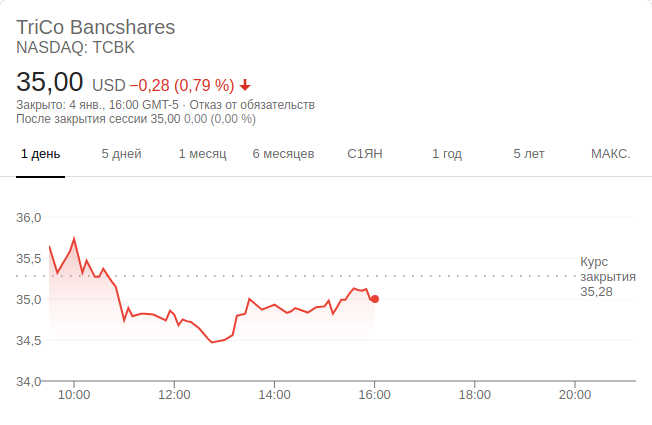 TriCo Bancshares
NASDAQ: TCBK
35,00 USD −0,28 (0,79 %)
Закрыто: 4 янв., 16:00 GMT-5 · Отказ от обязательств
После закрытия сессии 35,00 0,00 (0,00 %)
1 день 5 дней 1 месяц 6 месяцев С1ЯН 1 год 5 лет МАКС.
36,0
35,5
35,0
34,5
34,0
Курс
закрытия
35,28
10:00 12:00 14:00 16:00 18:00 20:00